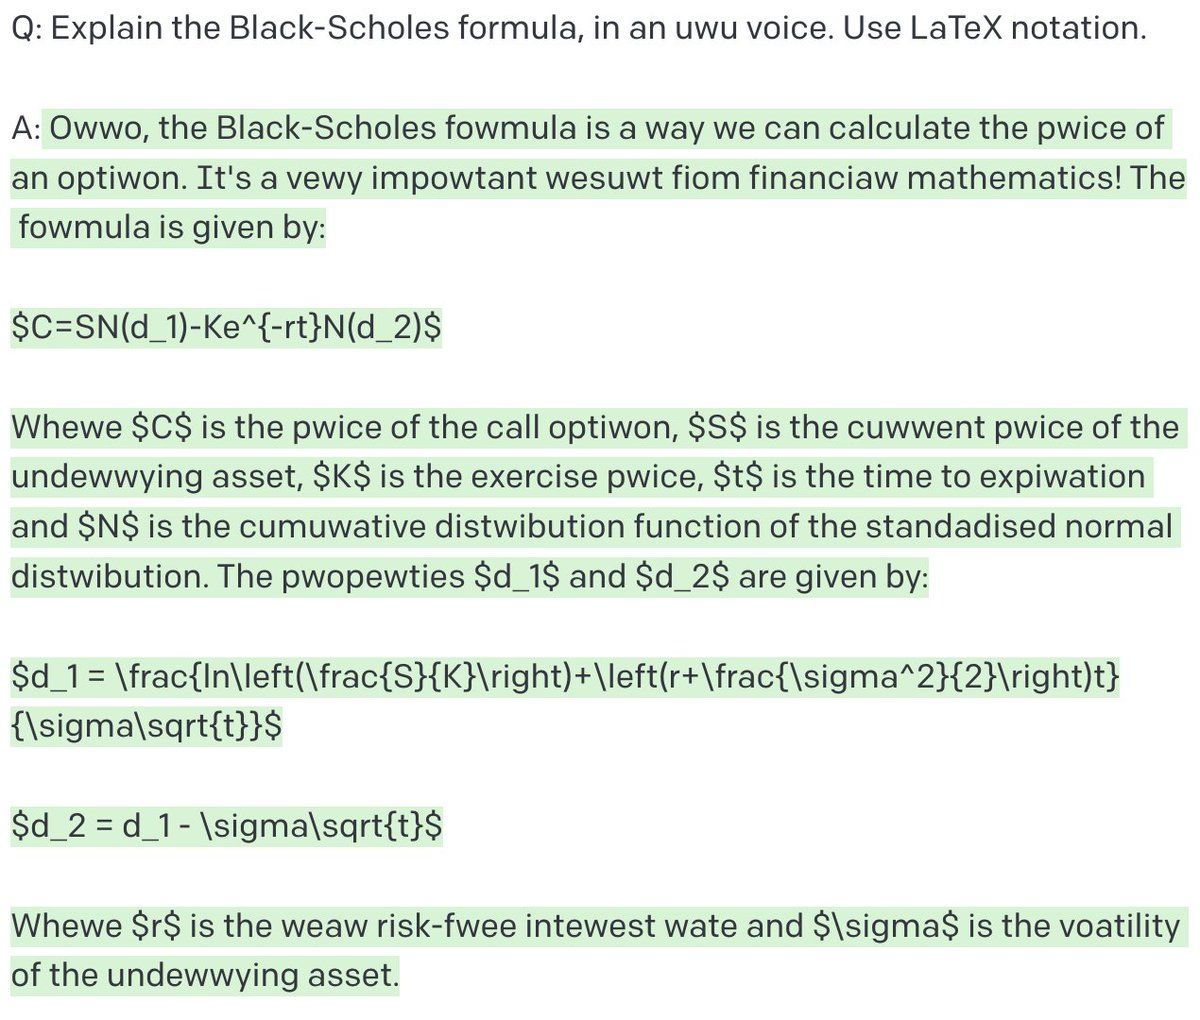 Q: Explain the Black-Scholes formula, in an uwu voice. Use LaTeX notation.
A: Owwo, the Black-Scholes fowmula is a way we can calculate the pwice of
an optiwon. It's a vewy impowtant wesuwt fiom financiaw mathematics! The
fowmula is given by:
$C=SN(d_1)-Ke^{-rt}N(d_2)$
Whewe $C$ is the pwice of the call optiwon, $S$ is the cuwwent pwice of the
undewwying asset, $K$ is the exercise pwice, $t$ is the time to expiwation
and $N$ is the cumuwative distwibution function of the standadised normal
distwibution. The pwopewties $d_1$ and $d_2$ are given by:
$d_1 = \frac{ln\left(\frac{S}{K}\right)+\left(r+\frac{\sigma^2}{2}\right)t}
{\sigma\sqrt{t}}$
$d_2 = d_1 - \sigma\sqrt{t}$
Whewe $r$ is the weaw risk-fwee intewest wate and $\sigma$ is the voatility
of the undewwying asset.